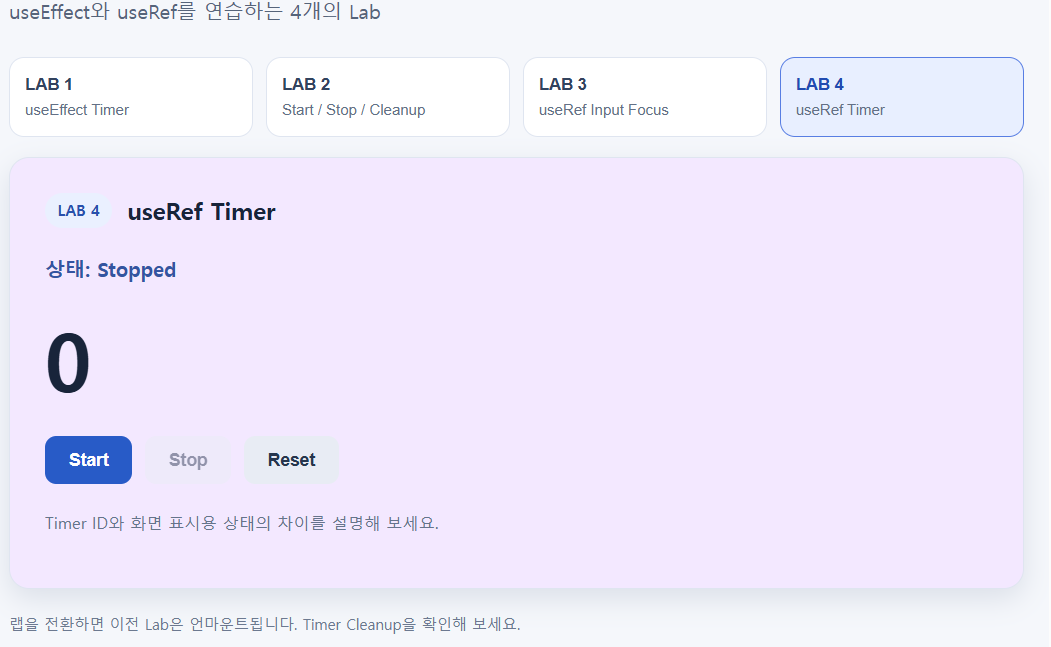 useEffect와 useRef를 연습하는 4개의 Lab
LAB 1
useEffect Timer
LAB 2
Start / Stop / Cleanup
LAB 3
useRef Input Focus
LAB 4
useRef Timer
LAB 4 useRef Timer
상태: Stopped
0
Start Stop Reset
Timer ID와 화면 표시용 상태의 차이를 설명해 보세요.
랩을 전환하면 이전 Lab은 언마운트됩니다. Timer Cleanup을 확인해 보세요.